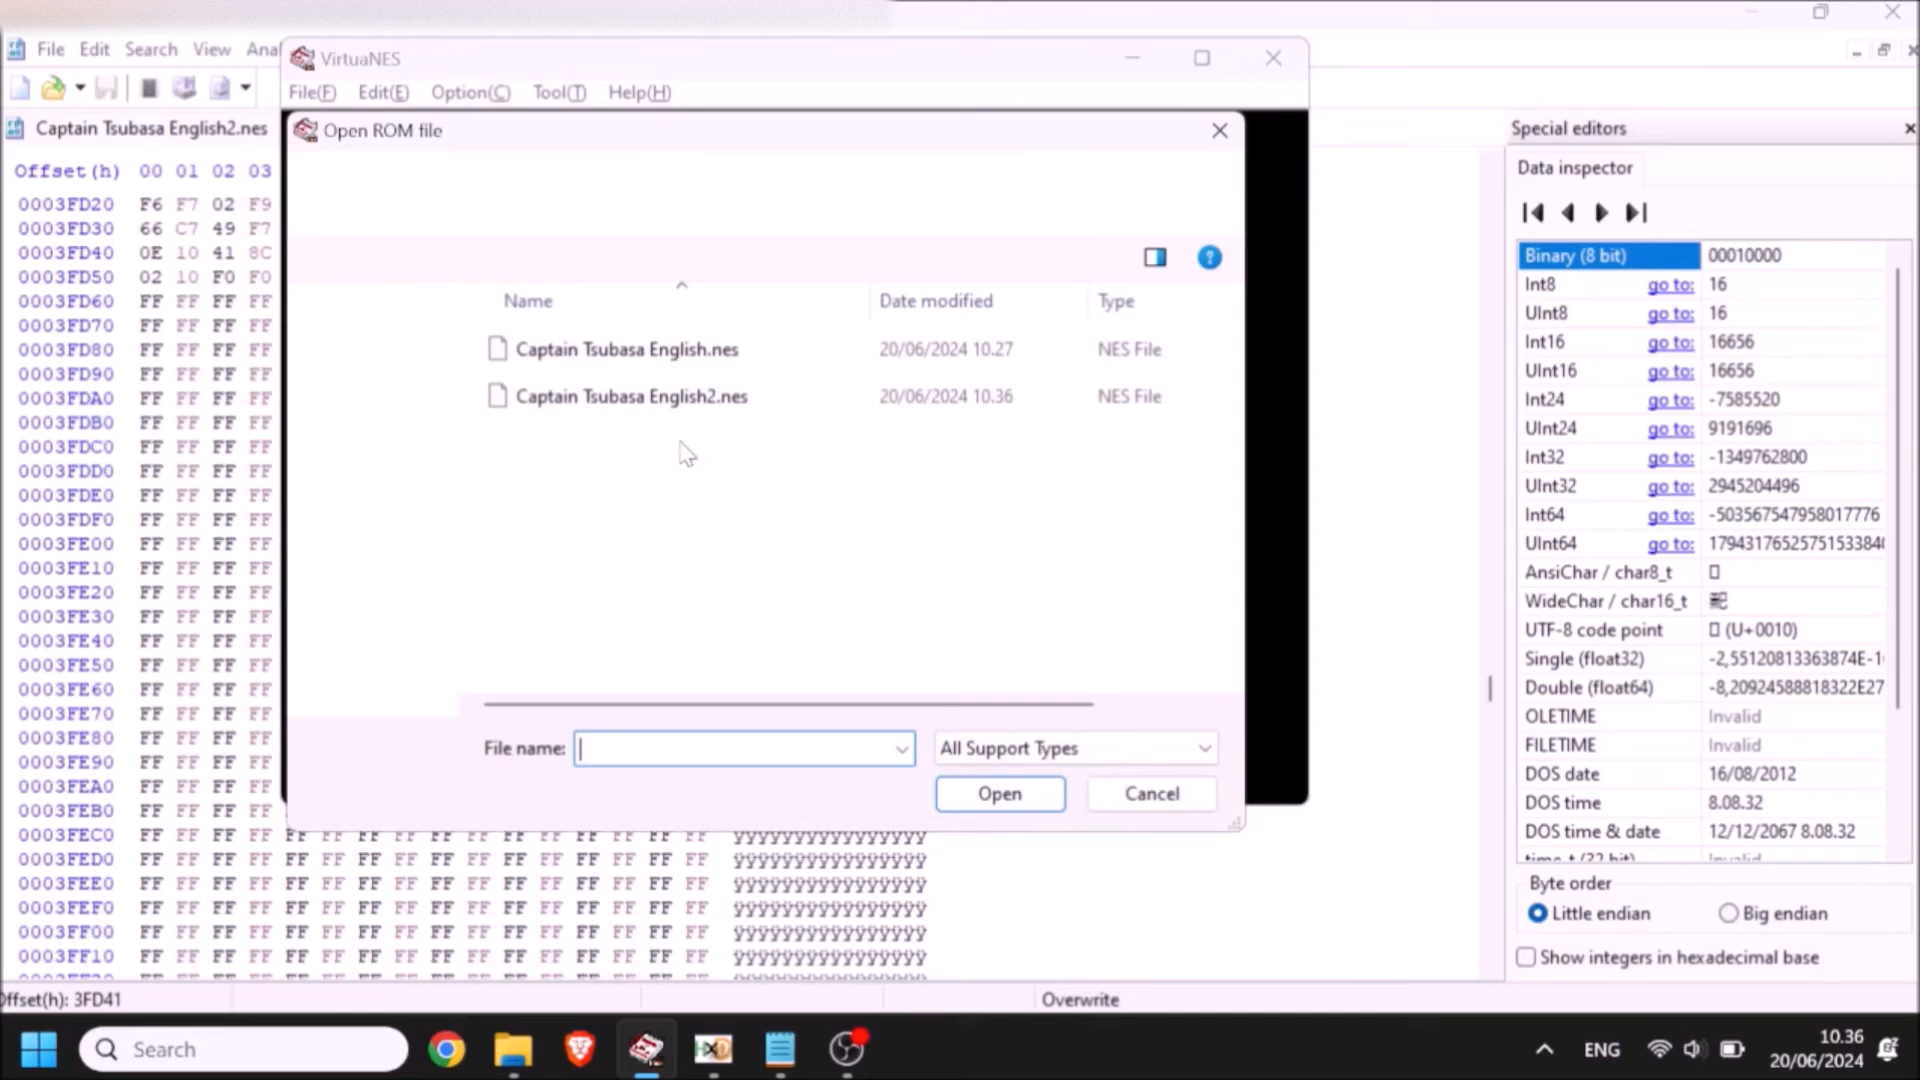 File Edit Search View Ana
VirtuaNES
File(F) Edit(E) Option(C) Tool(T) Help(H)
Captain Tsubasa English2.nes
Open ROM file
Special editors
Data inspector
Offset(h) 00 01 02 03
0003FD20 F6 F7 02 F9
0003FD30 66 C7 49 F7
0003FD40 0E 10 41 8C
0003FD50 02 10 F0 F0
0003FD60 FF FF FF FF
0003FD70 FF FF FF FF
0003FD80 FF FF FF FF
0003FD90 FF FF FF FF
0003FDA0 FF FF FF FF
0003FDB0 FF FF FF FF
0003FDC0 FF FF FF FF
0003FDD0 FF FF FF FF
0003FDE0 FF FF FF FF
0003FDF0 FF FF FF FF
0003FE00 FF FF FF FF
0003FE10 FF FF FF FF
0003FE20 FF FF FF FF
0003FE30 FF FF FF FF
0003FE40 FF FF FF FF
0003FE50 FF FF FF FF
0003FE60 FF FF FF FF
0003FE70 FF FF FF FF
0003FE80 FF FF FF FF
0003FE90 FF FF FF FF
0003FEA0 FF FF FF FF
0003FEB0 FF FF FF FF
0003FEC0 FF FF FF FF FF FF FF FF FF FF FF FF FF FF FF FF ÿÿÿÿÿÿÿÿÿÿÿÿÿÿÿÿ
0003FED0 FF FF FF FF FF FF FF FF FF FF FF FF FF FF FF FF ÿÿÿÿÿÿÿÿÿÿÿÿÿÿÿÿ
0003FEE0 FF FF FF FF FF FF FF FF FF FF FF FF FF FF FF FF ÿÿÿÿÿÿÿÿÿÿÿÿÿÿÿÿ
0003FEF0 FF FF FF FF FF FF FF FF FF FF FF FF FF FF FF FF ÿÿÿÿÿÿÿÿÿÿÿÿÿÿÿÿ
0003FF00 FF FF FF FF FF FF FF FF FF FF FF FF FF FF FF FF ÿÿÿÿÿÿÿÿÿÿÿÿÿÿÿÿ
0003FF10 FF FF FF FF FF FF FF FF FF FF FF FF FF FF FF FF ÿÿÿÿÿÿÿÿÿÿÿÿÿÿÿÿ
Name Date modified Type
Captain Tsubasa English.nes 20/06/2024 10.27 NES File
Captain Tsubasa English2.nes 20/06/2024 10.36 NES File
File name: All Support Types
Open Cancel
Binary (8 bit) 00010000
Int8 go to: 16
UInt8 go to: 16
Int16 go to: 16656
UInt16 go to: 16656
Int24 go to: -7585520
UInt24 go to: 9191696
Int32 go to: -1349762800
UInt32 go to: 2945204496
Int64 go to: -503567547958017776
UInt64 go to: 1794317652575153384
AnsiChar / char8_t
WideChar / char16_t
UTF-8 code point (U+0010)
Single (float32) -2,55120813363874E-1
Double (float64) -8,20924588818322E27
OLETIME Invalid
FILETIME Invalid
DOS date 16/08/2012
DOS time 8.08.32
DOS time & date 12/12/2067 8.08.32
time_t (32 bit) Invalid
Byte order
Little endian Big endian
Show integers in hexadecimal base
ffset(h): 3FD41 Overwrite
Search
ENG
10.36
20/06/2024